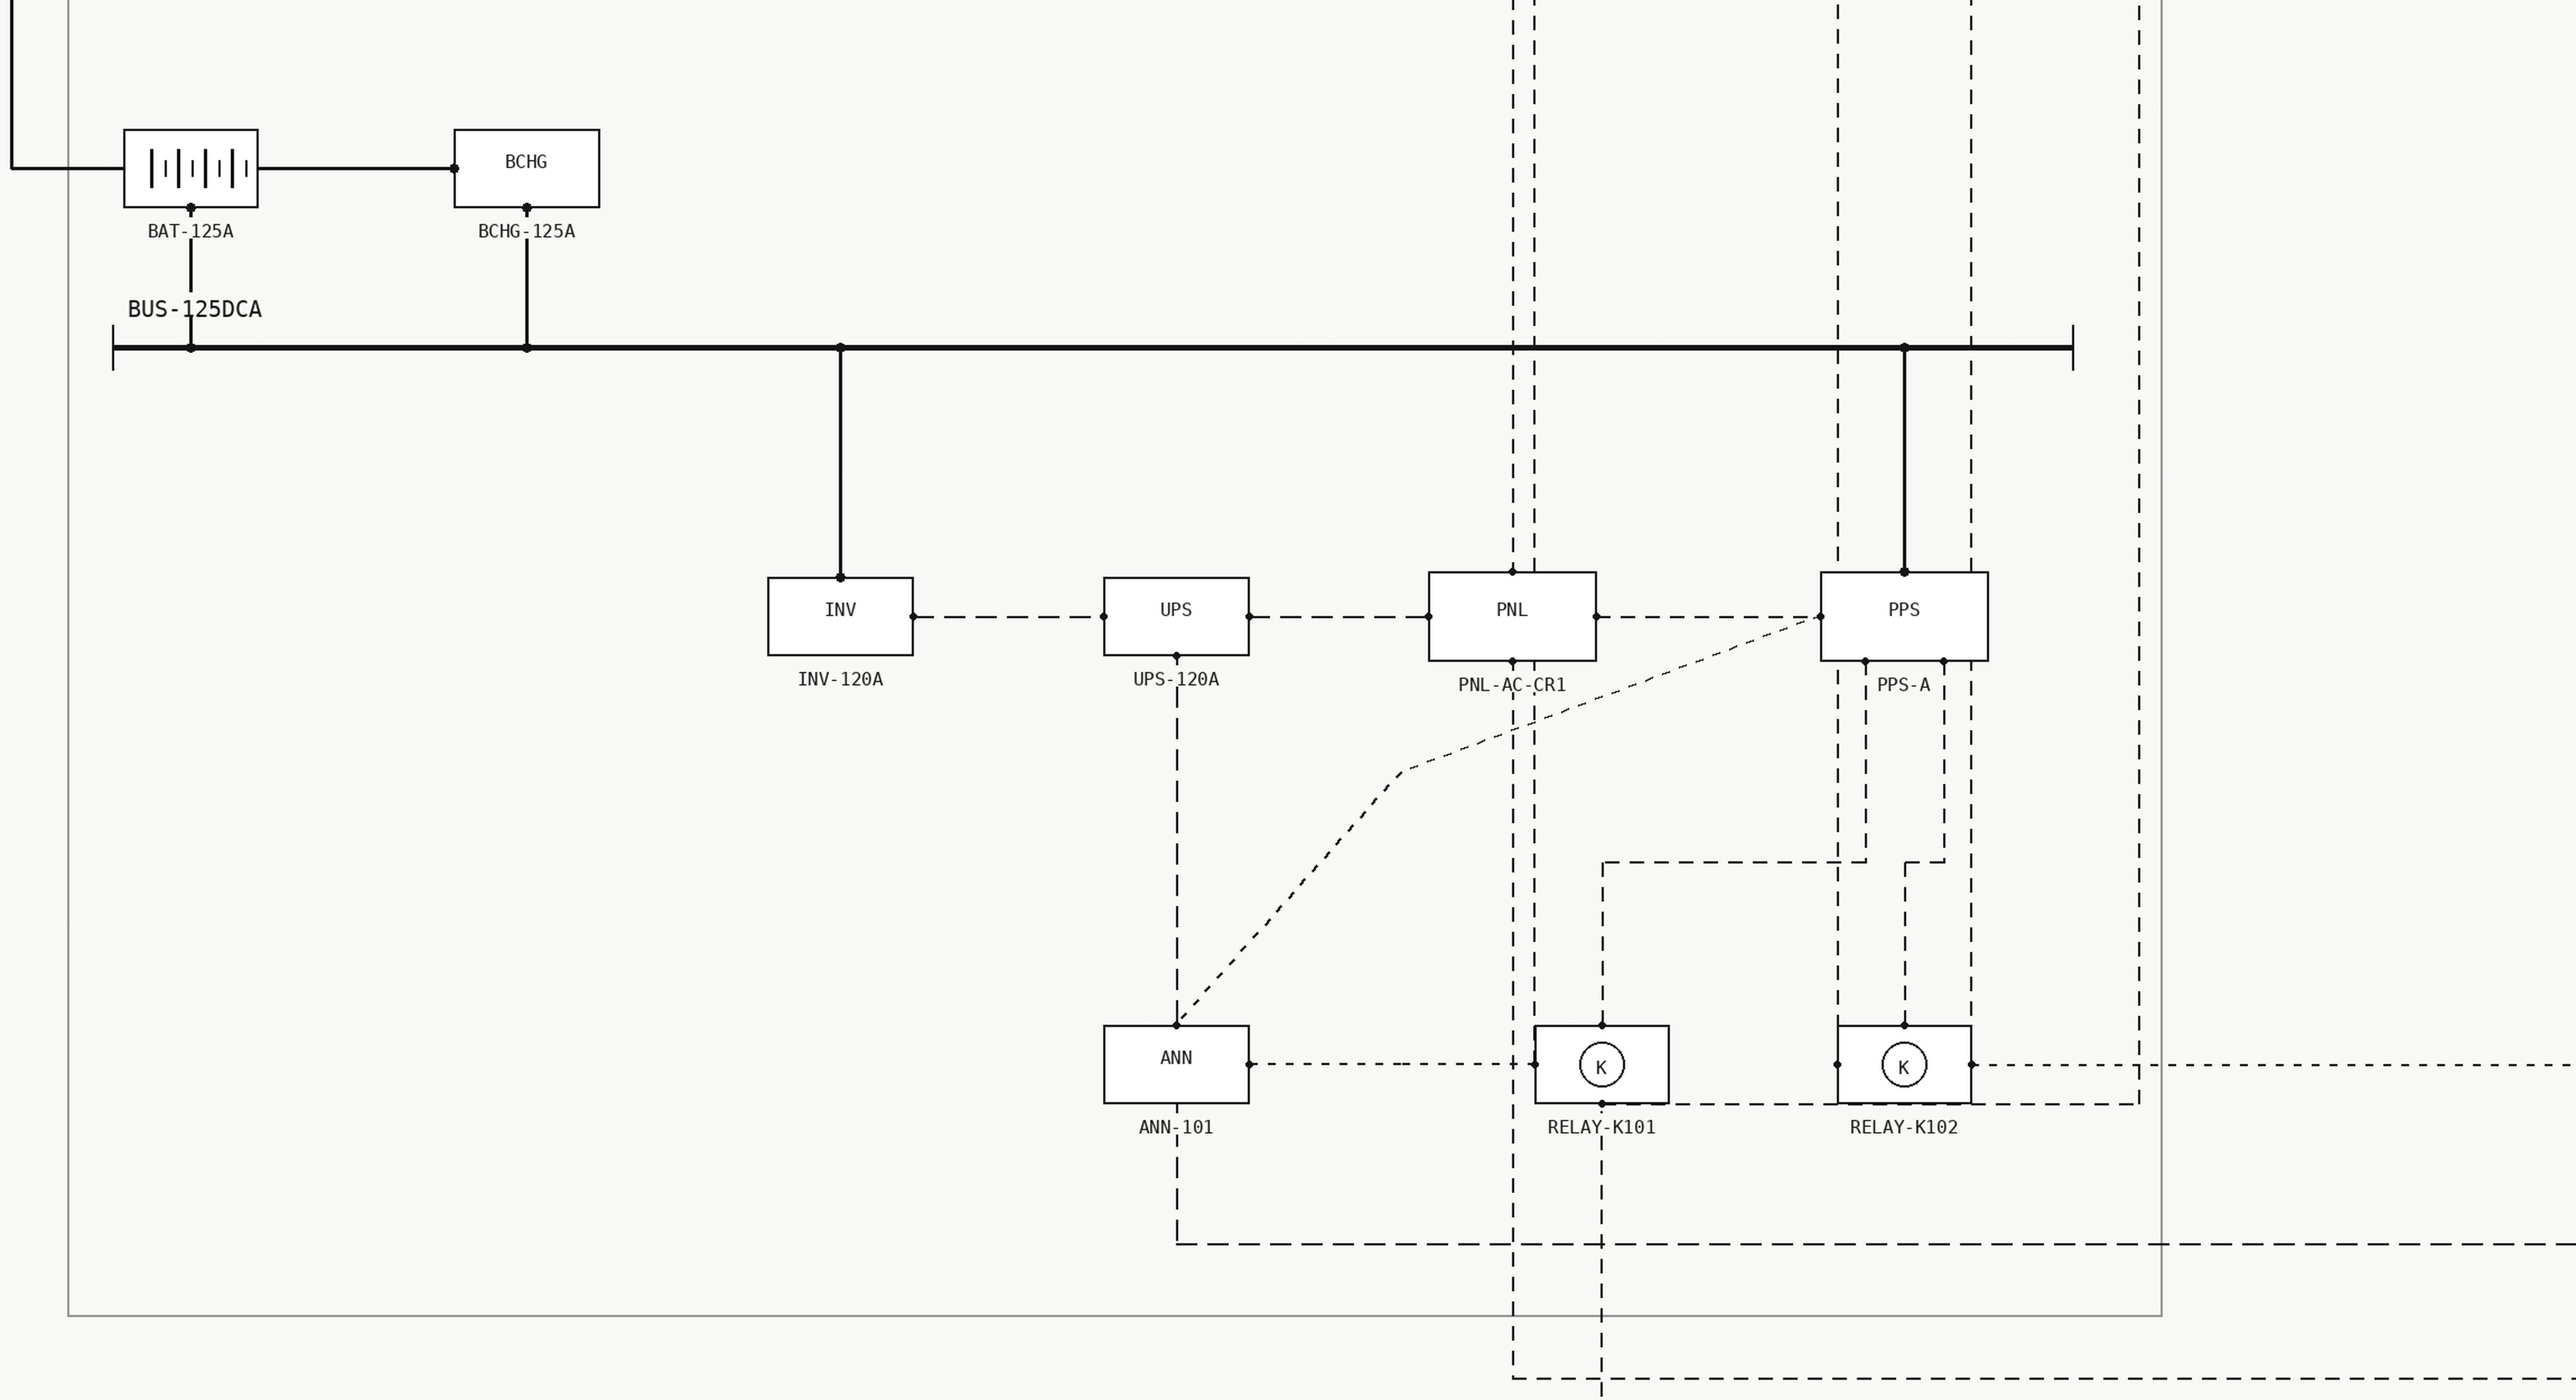 BCHG
BAT-125A
BCHG-125A
BUS-125DCA
INV
UPS
PNL
PPS
INV-120A
UPS-120A
PNL-AC-CR1
PPS-A
ANN
K
K
ANN-101
RELAY-K101
RELAY-K102